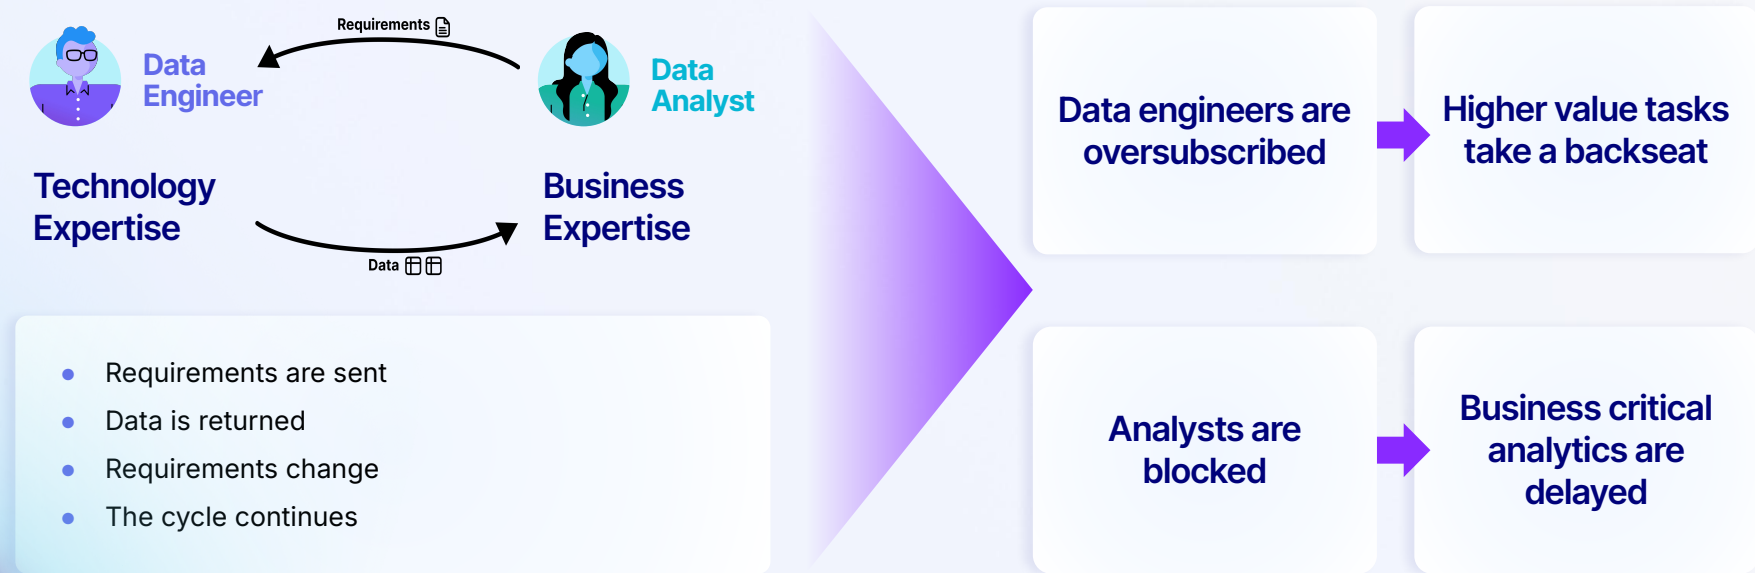 Requirements
Data
Engineer
Data
Analyst
Technology
Expertise
Business
Expertise
Data
Requirements are sent
Data is returned
Requirements change
The cycle continues
Data engineers are
oversubscribed
Higher value tasks
take a backseat
Analysts are
blocked
Business critical
analytics are
delayed